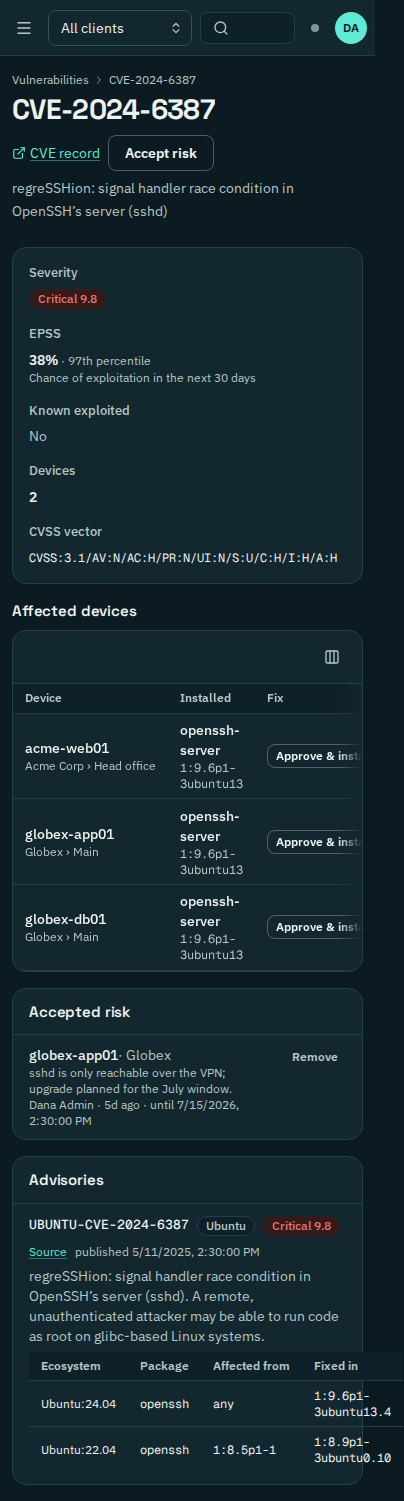 All clients
DA
Vulnerabilities > CVE-2024-6387
CVE-2024-6387
CVE record Accept risk
regreSSHion: signal handler race condition in
OpenSSH's server (sshd)
Severity
Critical 9.8
EPSS
38% · 97th percentile
Chance of exploitation in the next 30 days
Known exploited
No
Devices
2
CVSS vector
CVSS:3.1/AV:N/AC:H/PR:N/UI:N/S:U/C:H/I:H/A:H
Affected devices
Device Installed Fix
acme-web01
Acme Corp › Head office
openssh-
server
1:9.6p1-
3ubuntu13
Approve & insta
globex-app01
Globex › Main
openssh-
server
1:9.6p1-
3ubuntu13
Approve & insta
globex-db01
Globex › Main
openssh-
server
1:9.6p1-
3ubuntu13
Approve & insta
Accepted risk
globex-app01 · Globex
sshd is only reachable over the VPN;
upgrade planned for the July window.
Dana Admin · 5d ago · until 7/15/2026,
2:30:00 PM
Remove
Advisories
UBUNTU-CVE-2024-6387 Ubuntu Critical 9.8
Source published 5/11/2025, 2:30:00 PM
regreSSHion: signal handler race condition in
OpenSSH's server (sshd). A remote,
unauthenticated attacker may be able to run code
as root on glibc-based Linux systems.
Ecosystem Package Affected from Fixed in
Ubuntu:24.04 openssh any 1:9.6p1-
3ubuntu13.4
Ubuntu:22.04 openssh 1:8.5p1-1 1:8.9p1-
3ubuntu0.10